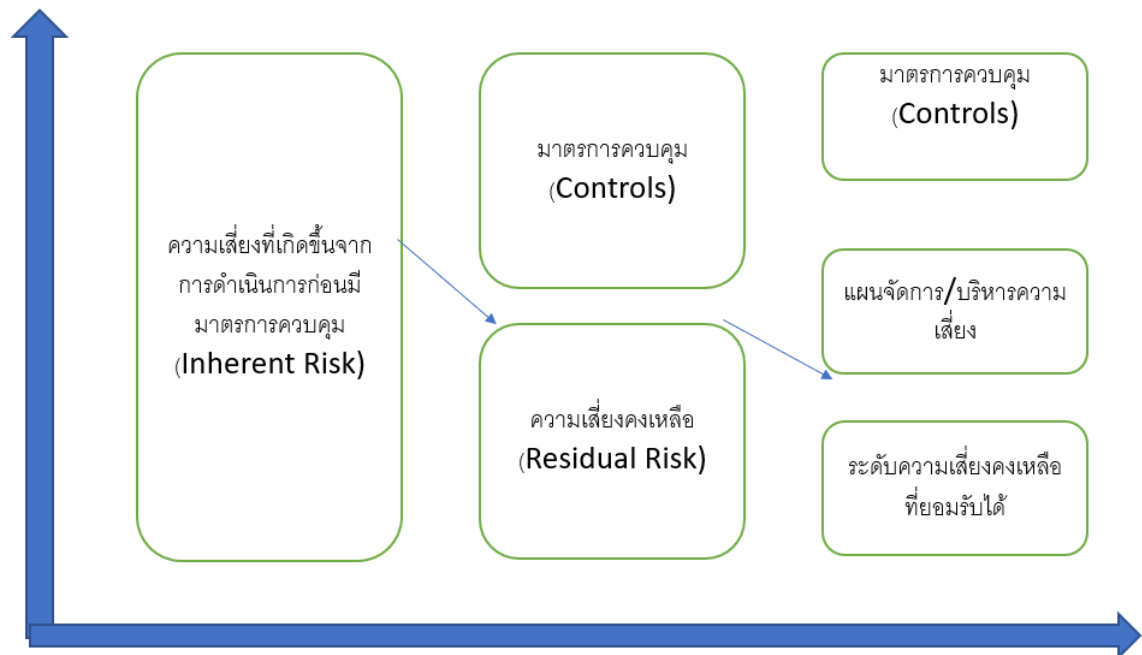 ความเสี่ยงที่เกิดขึ้นจาก
การดำเนินการก่อนมี
มาตรการควบคุม
(Inherent Risk)
มาตรการควบคุม
(Controls)
ความเสี่ยงคงเหลือ
(Residual Risk)
มาตรการควบคุม
(Controls)
แผนจัดการ/บริหารความ
เสี่ยง
ระดับความเสี่ยงคงเหลือ
ที่ยอมรับได้